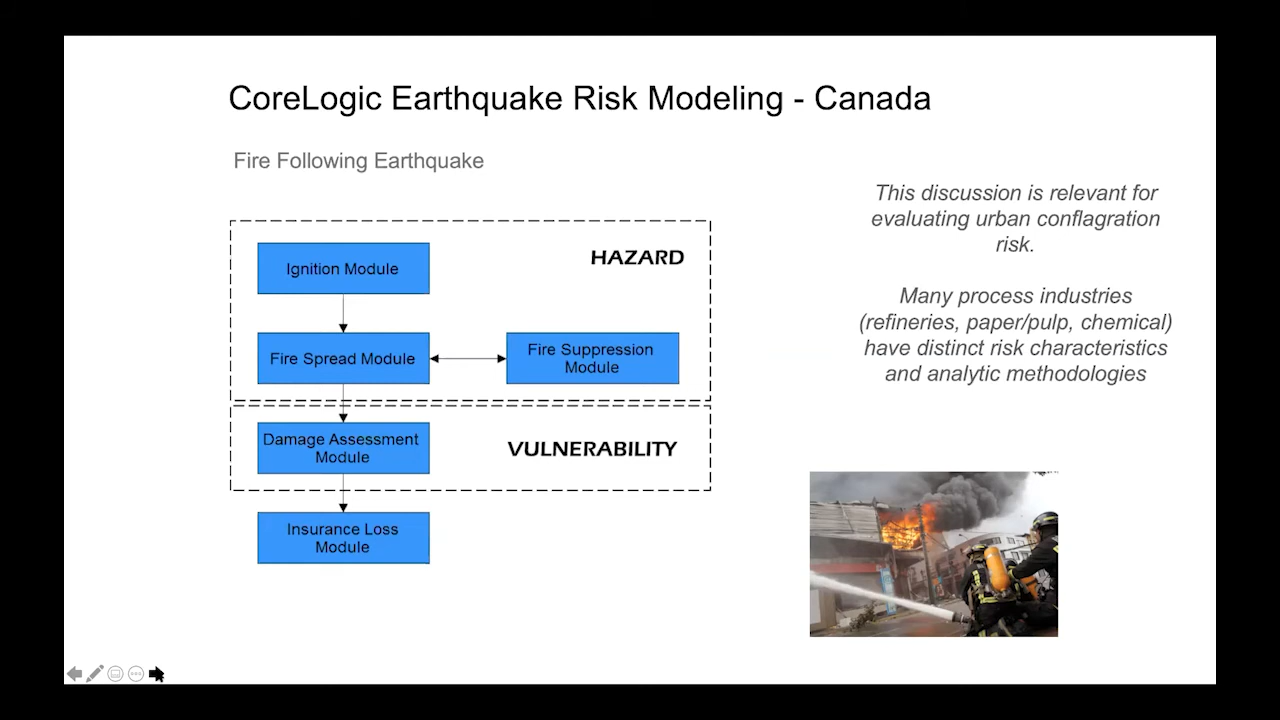 CoreLogic Earthquake Risk Modeling - Canada
Fire Following Earthquake
This discussion is relevant for
evaluating urban conflagration
risk.
Many process industries
(refineries, paper/pulp, chemical)
have distinct risk characteristics
and analytic methodologies
HAZARD
Ignition Module
Fire Spread Module
Fire Suppression
Module
VULNERABILITY
Damage Assessment
Module
Insurance Loss
Module